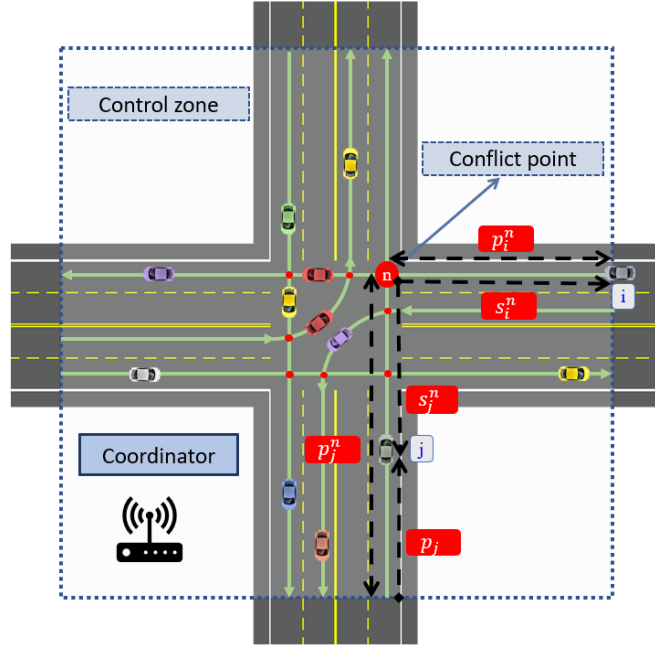 Control zone
Conflict point
p_i^n
n
i
s_i^n
s_j^n
p_j^n
j
Coordinator
p_j